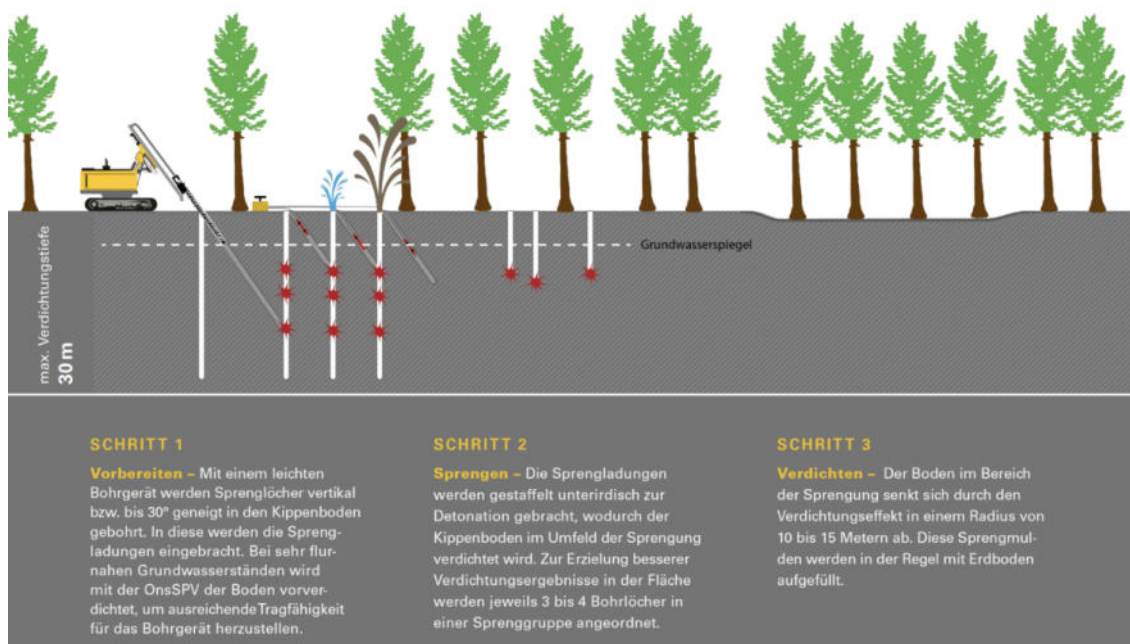 Grundwasserspiegel
max. Verdichtungstiefe
30 m
SCHRITT 1
Vorbereiten – Mit einem leichten
Bohrgerät werden Sprenglöcher vertikal
bzw. bis 30° geneigt in den Kippenboden
gebohrt. In diese werden die Spreng-
ladungen eingebracht. Bei sehr flur-
nahen Grundwasserständen wird
mit der OnsSPV der Boden vorver-
dichtet, um ausreichende Tragfähigkeit
für das Bohrgerät herzustellen.
SCHRITT 2
Sprengen – Die Sprengladungen
werden gestaffelt unterirdisch zur
Detonation gebracht, wodurch der
Kippenboden im Umfeld der Sprengung
verdichtet wird. Zur Erzielung besserer
Verdichtungsergebnisse in der Fläche
werden jeweils 3 bis 4 Bohrlöcher in
einer Sprenggruppe angeordnet.
SCHRITT 3
Verdichten – Der Boden im Bereich
der Sprengung senkt sich durch den
Verdichtungseffekt in einem Radius von
10 bis 15 Metern ab. Diese Sprengmul-
den werden in der Regel mit Erdboden
aufgefüllt.